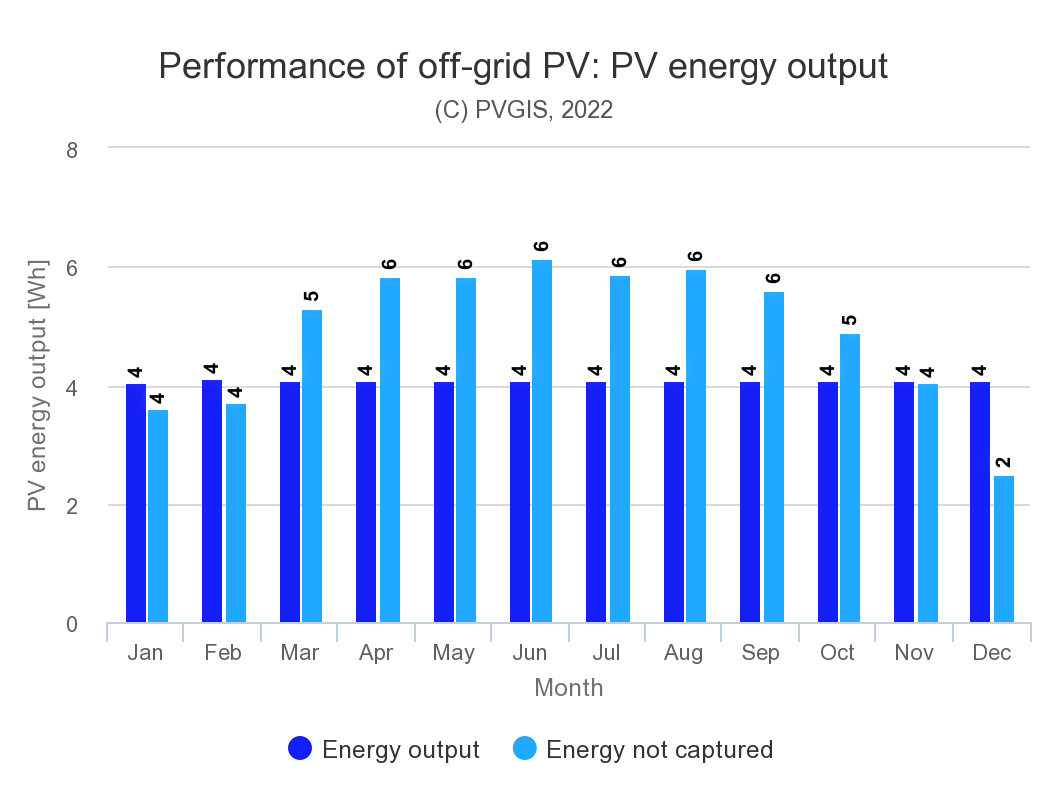 Performance of off-grid PV: PV energy output
(C) PVGIS, 2022
PV energy output [Wh]
8
6
4
2
0
4 4 4 4 4 4 4 4 4 4 4 4
4 4 5 6 6 6 6 6 6 5 4 2
Jan Feb Mar Apr May Jun Jul Aug Sep Oct Nov Dec
Month
Energy output Energy not captured